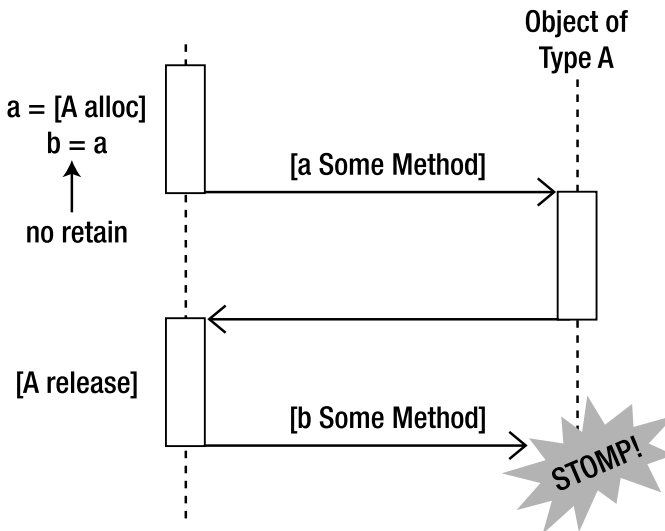 Object of
Type A
a = [A alloc]
b = a
no retain
[a Some Method]
[A release]
[b Some Method]
STOMP!